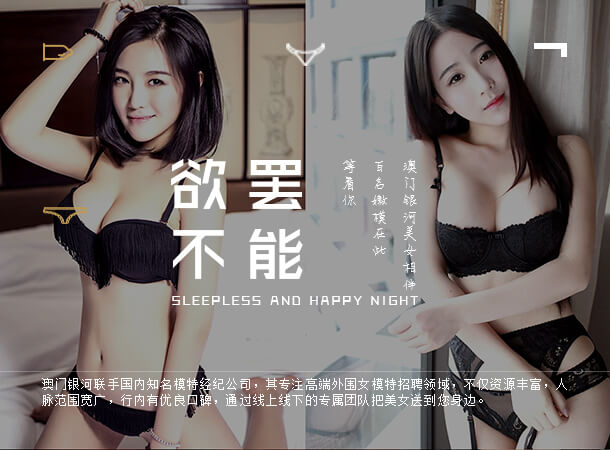 欲罢
不能
澳门银河美女相伴
百名嫩模在此
等着你
SLEEPLESS AND HAPPY NIGHT
澳门银河联手国内知名模特经纪公司，其专注高端外围女模特招聘领域，不仅资源丰富，人
脉范围宽广，行内有优良口碑，通过线上线下的专属团队把美女送到您身边。